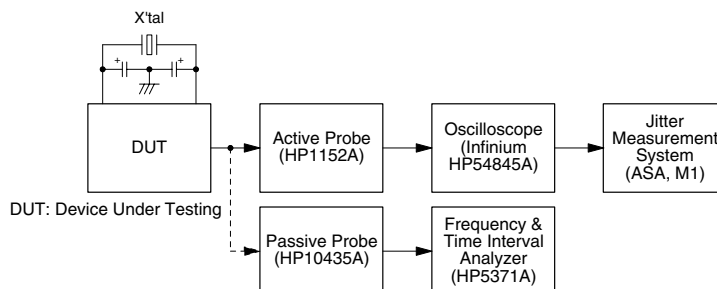 X'tal
+
+
DUT
Active Probe
(HP1152A)
Oscilloscope
(Infinium
HP54845A)
Jitter
Measurement
System
(ASA, M1)
DUT: Device Under Testing
Passive Probe
(HP10435A)
Frequency &
Time Interval
Analyzer
(HP5371A)